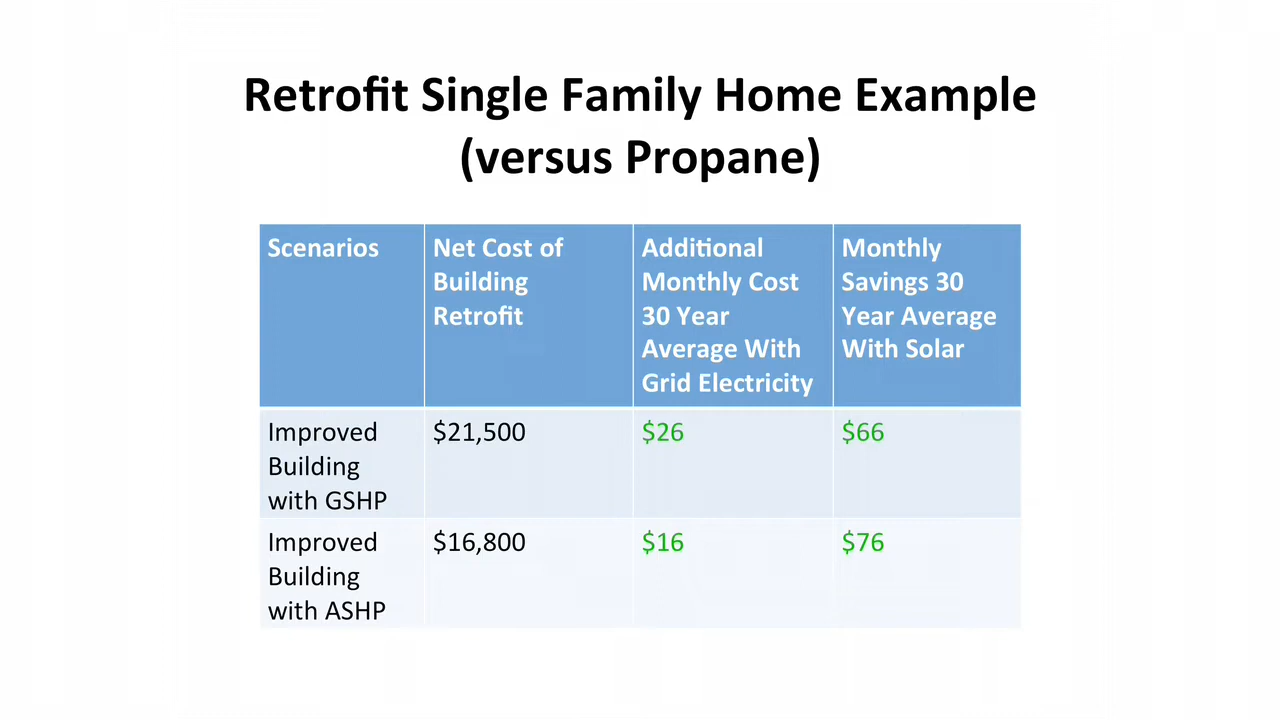 Retrofit Single Family Home Example
(versus Propane)
Scenarios
Net Cost of
Building
Retrofit
Additional
Monthly Cost
30 Year
Average With
Grid Electricity
Monthly
Savings 30
Year Average
With Solar
Improved
Building
with GSHP
$21,500
$26
$66
Improved
Building
with ASHP
$16,800
$16
$76